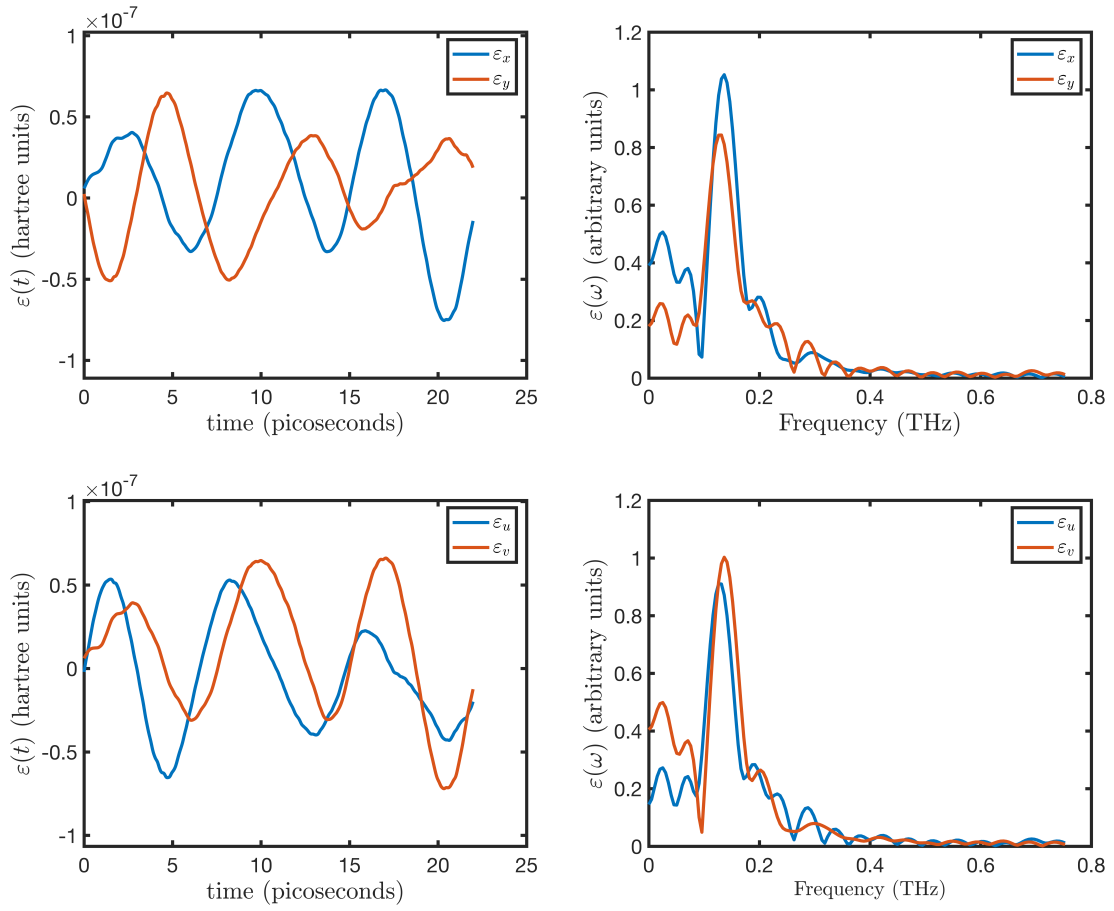 ×10⁻⁷
1
0.5
0
-0.5
-1
ε(t) (hartree units)
0 5 10 15 20 25
time (picoseconds)
εx
εy
1.2
1
0.8
0.6
0.4
0.2
0
ε(ω) (arbitrary units)
0 0.2 0.4 0.6 0.8
Frequency (THz)
εx
εy
×10⁻⁷
1
0.5
0
-0.5
-1
ε(t) (hartree units)
0 5 10 15 20 25
time (picoseconds)
εu
εv
1.2
1
0.8
0.6
0.4
0.2
0
ε(ω) (arbitrary units)
0 0.2 0.4 0.6 0.8
Frequency (THz)
εu
εv